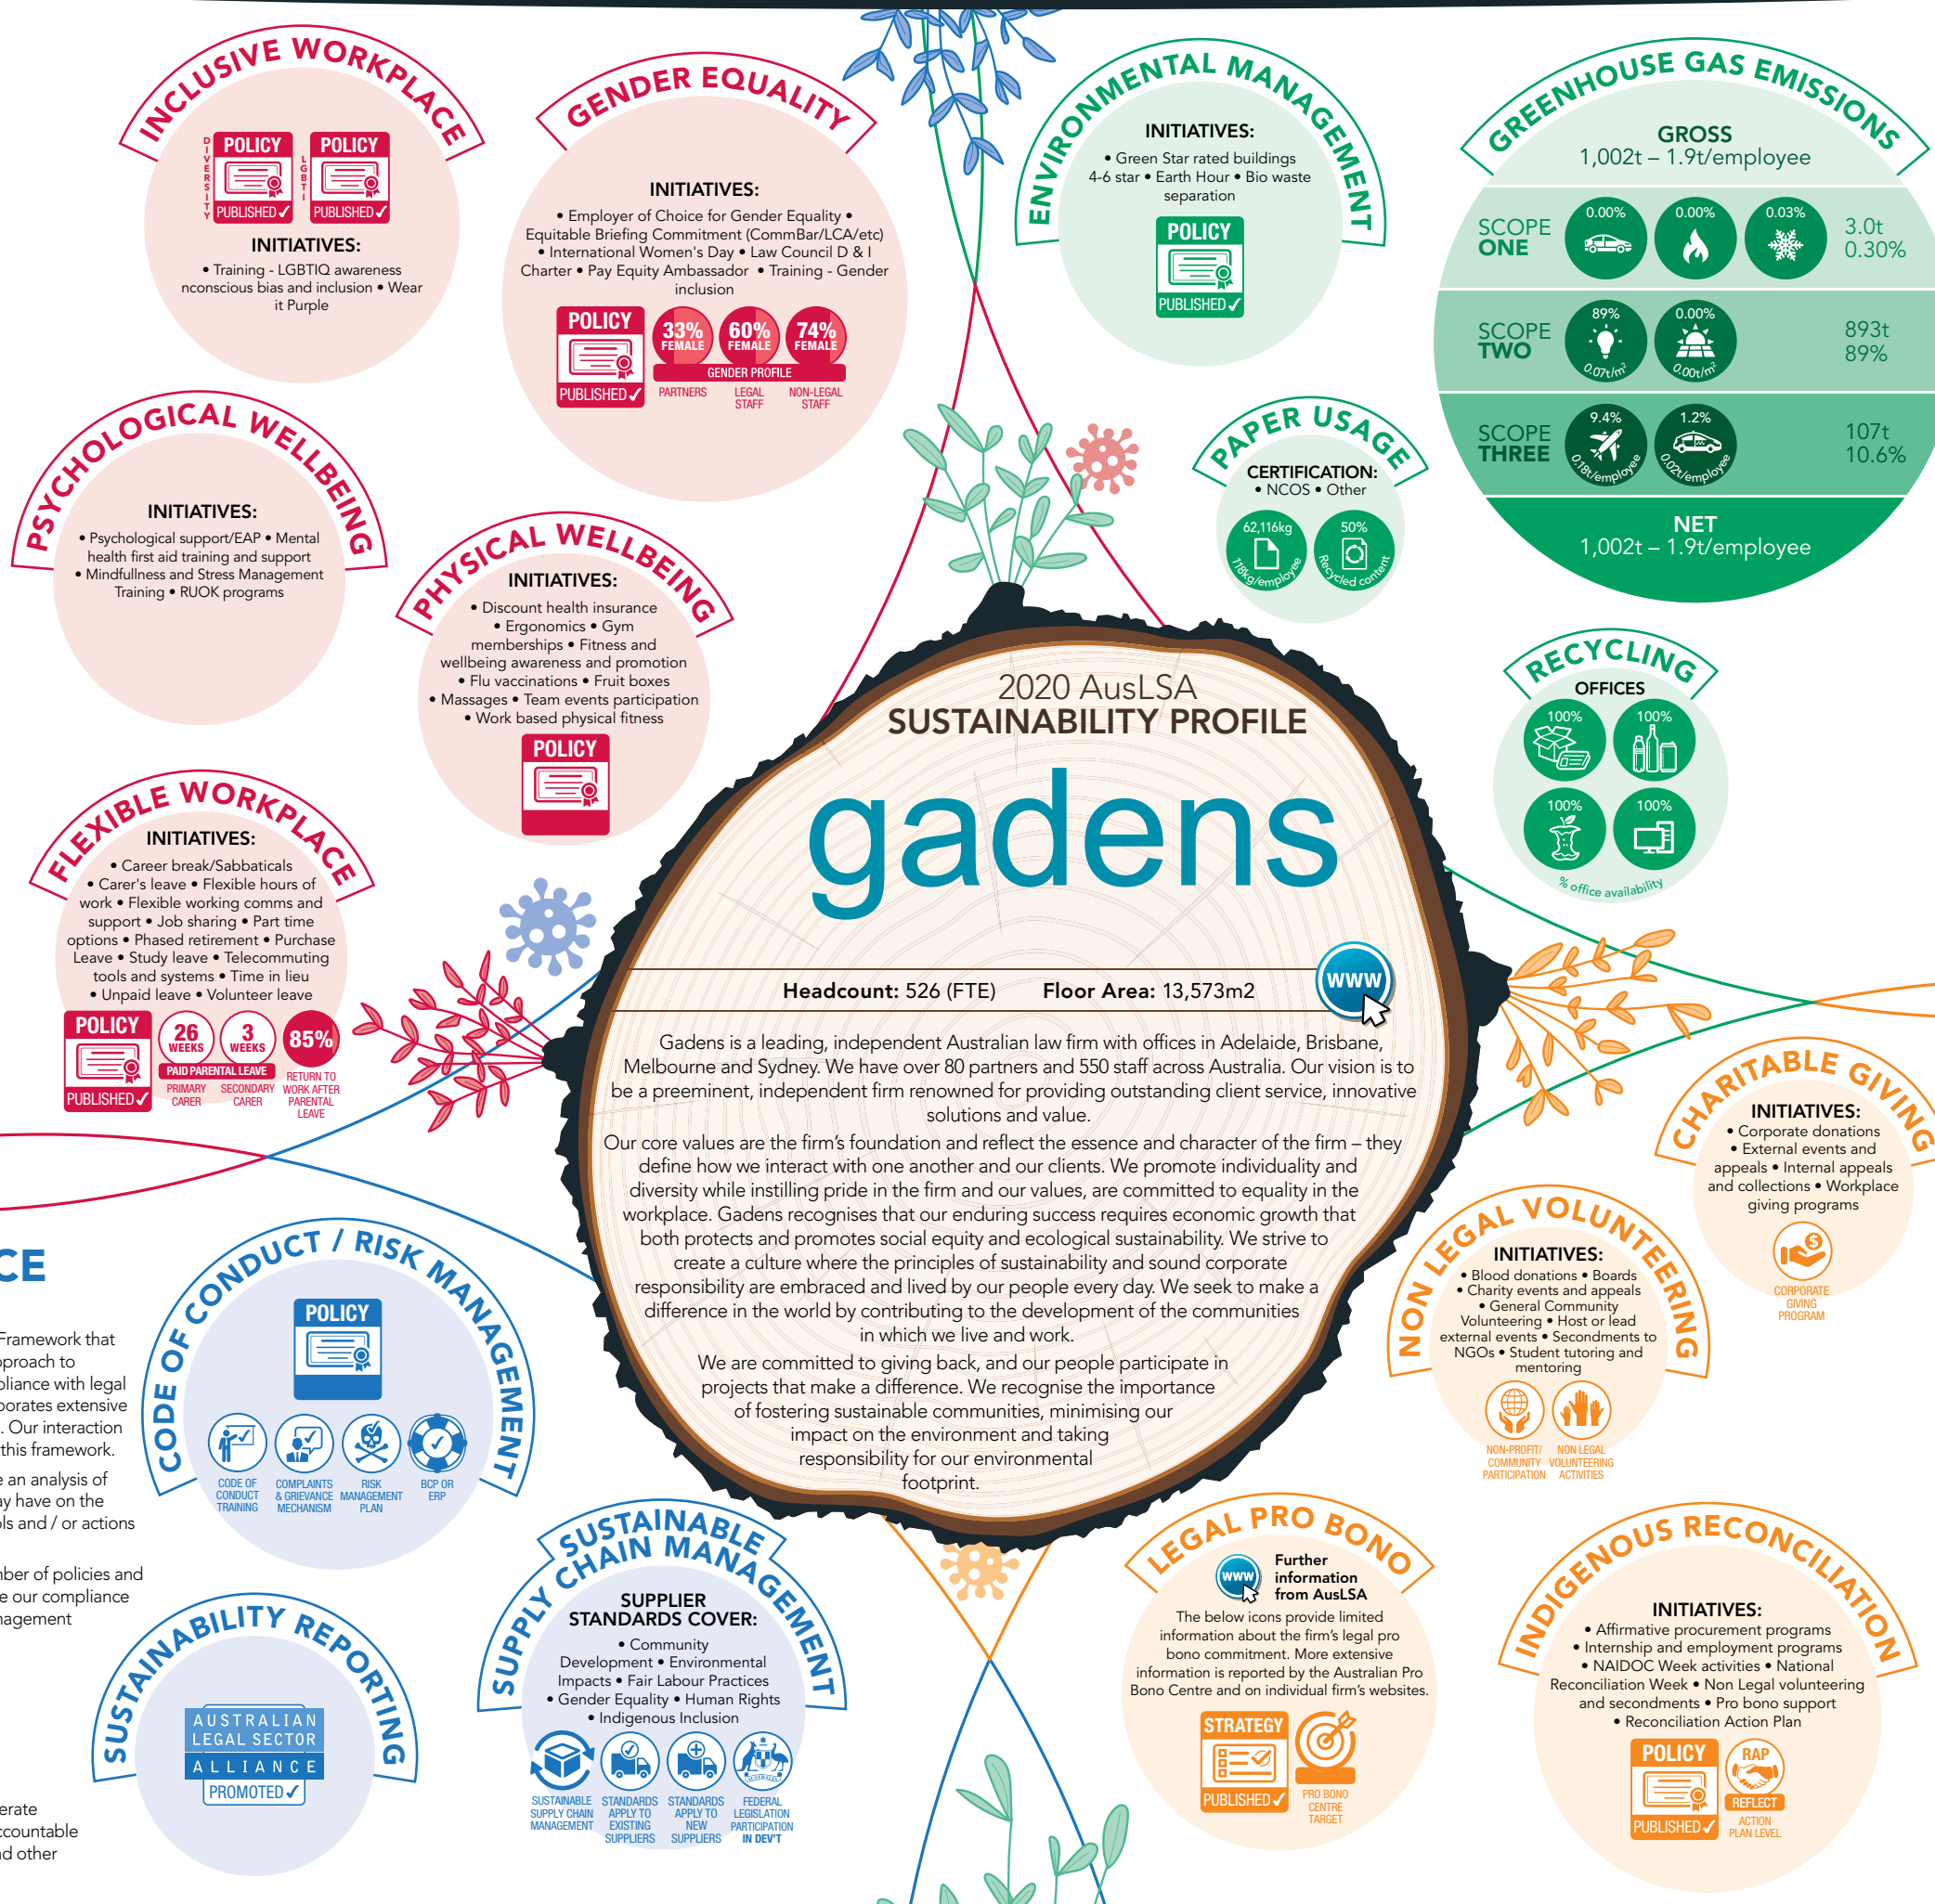 INCLUSIVE WORKPLACE
DIVERSITY
POLICY
PUBLISHED ✓
LGBTI
POLICY
PUBLISHED ✓
INITIATIVES:
• Training - LGBTIQ awareness
nconscious bias and inclusion • Wear
it Purple
GENDER EQUALITY
INITIATIVES:
• Employer of Choice for Gender Equality •
Equitable Briefing Commitment (CommBar/LCA/etc)
• International Women's Day • Law Council D & I
Charter • Pay Equity Ambassador • Training - Gender
inclusion
POLICY
PUBLISHED ✓
33%
FEMALE
60%
FEMALE
74%
FEMALE
GENDER PROFILE
PARTNERS
LEGAL
STAFF
NON-LEGAL
STAFF
ENVIRONMENTAL MANAGEMENT
INITIATIVES:
• Green Star rated buildings
4-6 star • Earth Hour • Bio waste
separation
POLICY
PUBLISHED ✓
GREENHOUSE GAS EMISSIONS
GROSS
1,002t – 1.9t/employee
SCOPE
ONE
0.00%
0.00%
0.03%
3.0t
0.30%
SCOPE
TWO
89%
0.07t/m²
0.00%
0.00t/m²
893t
89%
SCOPE
THREE
9.4%
0.18t/employee
1.2%
0.02t/employee
107t
10.6%
NET
1,002t – 1.9t/employee
PSYCHOLOGICAL WELLBEING
INITIATIVES:
• Psychological support/EAP • Mental
health first aid training and support
• Mindfullness and Stress Management
Training • RUOK programs
PHYSICAL WELLBEING
INITIATIVES:
• Discount health insurance
• Ergonomics • Gym
memberships • Fitness and
wellbeing awareness and promotion
• Flu vaccinations • Fruit boxes
• Massages • Team events participation
• Work based physical fitness
POLICY
PAPER USAGE
CERTIFICATION:
• NCOS • Other
62,116kg
118kg/employee
50%
Recycled content
RECYCLING
OFFICES
100%
100%
100%
100%
% office availability
FLEXIBLE WORKPLACE
INITIATIVES:
• Career break/Sabbaticals
• Carer's leave • Flexible hours of
work • Flexible working comms and
support • Job sharing • Part time
options • Phased retirement • Purchase
Leave • Study leave • Telecommuting
tools and systems • Time in lieu
• Unpaid leave • Volunteer leave
POLICY
PUBLISHED ✓
26
WEEKS
3
WEEKS
PAID PARENTAL LEAVE
PRIMARY
CARER
SECONDARY
CARER
85%
RETURN TO
WORK AFTER
PARENTAL
LEAVE
2020 AusLSA
SUSTAINABILITY PROFILE
gadens
Headcount: 526 (FTE) Floor Area: 13,573m2
www
Gadens is a leading, independent Australian law firm with offices in Adelaide, Brisbane,
Melbourne and Sydney. We have over 80 partners and 550 staff across Australia. Our vision is to
be a preeminent, independent firm renowned for providing outstanding client service, innovative
solutions and value.
Our core values are the firm's foundation and reflect the essence and character of the firm – they
define how we interact with one another and our clients. We promote individuality and
diversity while instilling pride in the firm and our values, are committed to equality in the
workplace. Gadens recognises that our enduring success requires economic growth that
both protects and promotes social equity and ecological sustainability. We strive to
create a culture where the principles of sustainability and sound corporate
responsibility are embraced and lived by our people every day. We seek to make a
difference in the world by contributing to the development of the communities
in which we live and work.
We are committed to giving back, and our people participate in
projects that make a difference. We recognise the importance
of fostering sustainable communities, minimising our
impact on the environment and taking
responsibility for our environmental
footprint.
CHARITABLE GIVING
INITIATIVES:
• Corporate donations
• External events and
appeals • Internal appeals
and collections • Workplace
giving programs
CORPORATE
GIVING
PROGRAM
NON LEGAL VOLUNTEERING
INITIATIVES:
• Blood donations • Boards
• Charity events and appeals
• General Community
Volunteering • Host or lead
external events • Secondments to
NGOs • Student tutoring and
mentoring
NON-PROFIT/
COMMUNITY
PARTICIPATION
NON LEGAL
VOLUNTEERING
ACTIVITIES
CE
Framework that
proach to
pliance with legal
porates extensive
. Our interaction
this framework.
e an analysis of
ay have on the
ols and / or actions
nber of policies and
e our compliance
nagement
erate
ccountable
nd other
CODE OF CONDUCT / RISK MANAGEMENT
POLICY
CODE OF
CONDUCT
TRAINING
COMPLAINTS
& GRIEVANCE
MECHANISM
RISK
MANAGEMENT
PLAN
BCP OR
ERP
SUSTAINABILITY REPORTING
AUSTRALIAN
LEGAL SECTOR
ALLIANCE
PROMOTED ✓
SUSTAINABLE
SUPPLY CHAIN MANAGEMENT
SUPPLIER
STANDARDS COVER:
• Community
Development • Environmental
Impacts • Fair Labour Practices
• Gender Equality • Human Rights
• Indigenous Inclusion
SUSTAINABLE
SUPPLY CHAIN
MANAGEMENT
STANDARDS
APPLY TO
EXISTING
SUPPLIERS
STANDARDS
APPLY TO
NEW
SUPPLIERS
AUSTRALIA
FEDERAL
LEGISLATION
PARTICIPATION
IN DEV'T
LEGAL PRO BONO
www
Further
information
from AusLSA
The below icons provide limited
information about the firm's legal pro
bono commitment. More extensive
information is reported by the Australian Pro
Bono Centre and on individual firm's websites.
STRATEGY
PUBLISHED ✓
PRO BONO
CENTRE
TARGET
INDIGENOUS RECONCILIATION
INITIATIVES:
• Affirmative procurement programs
• Internship and employment programs
• NAIDOC Week activities • National
Reconciliation Week • Non Legal volunteering
and secondments • Pro bono support
• Reconciliation Action Plan
POLICY
PUBLISHED ✓
RAP
REFLECT
ACTION
PLAN LEVEL